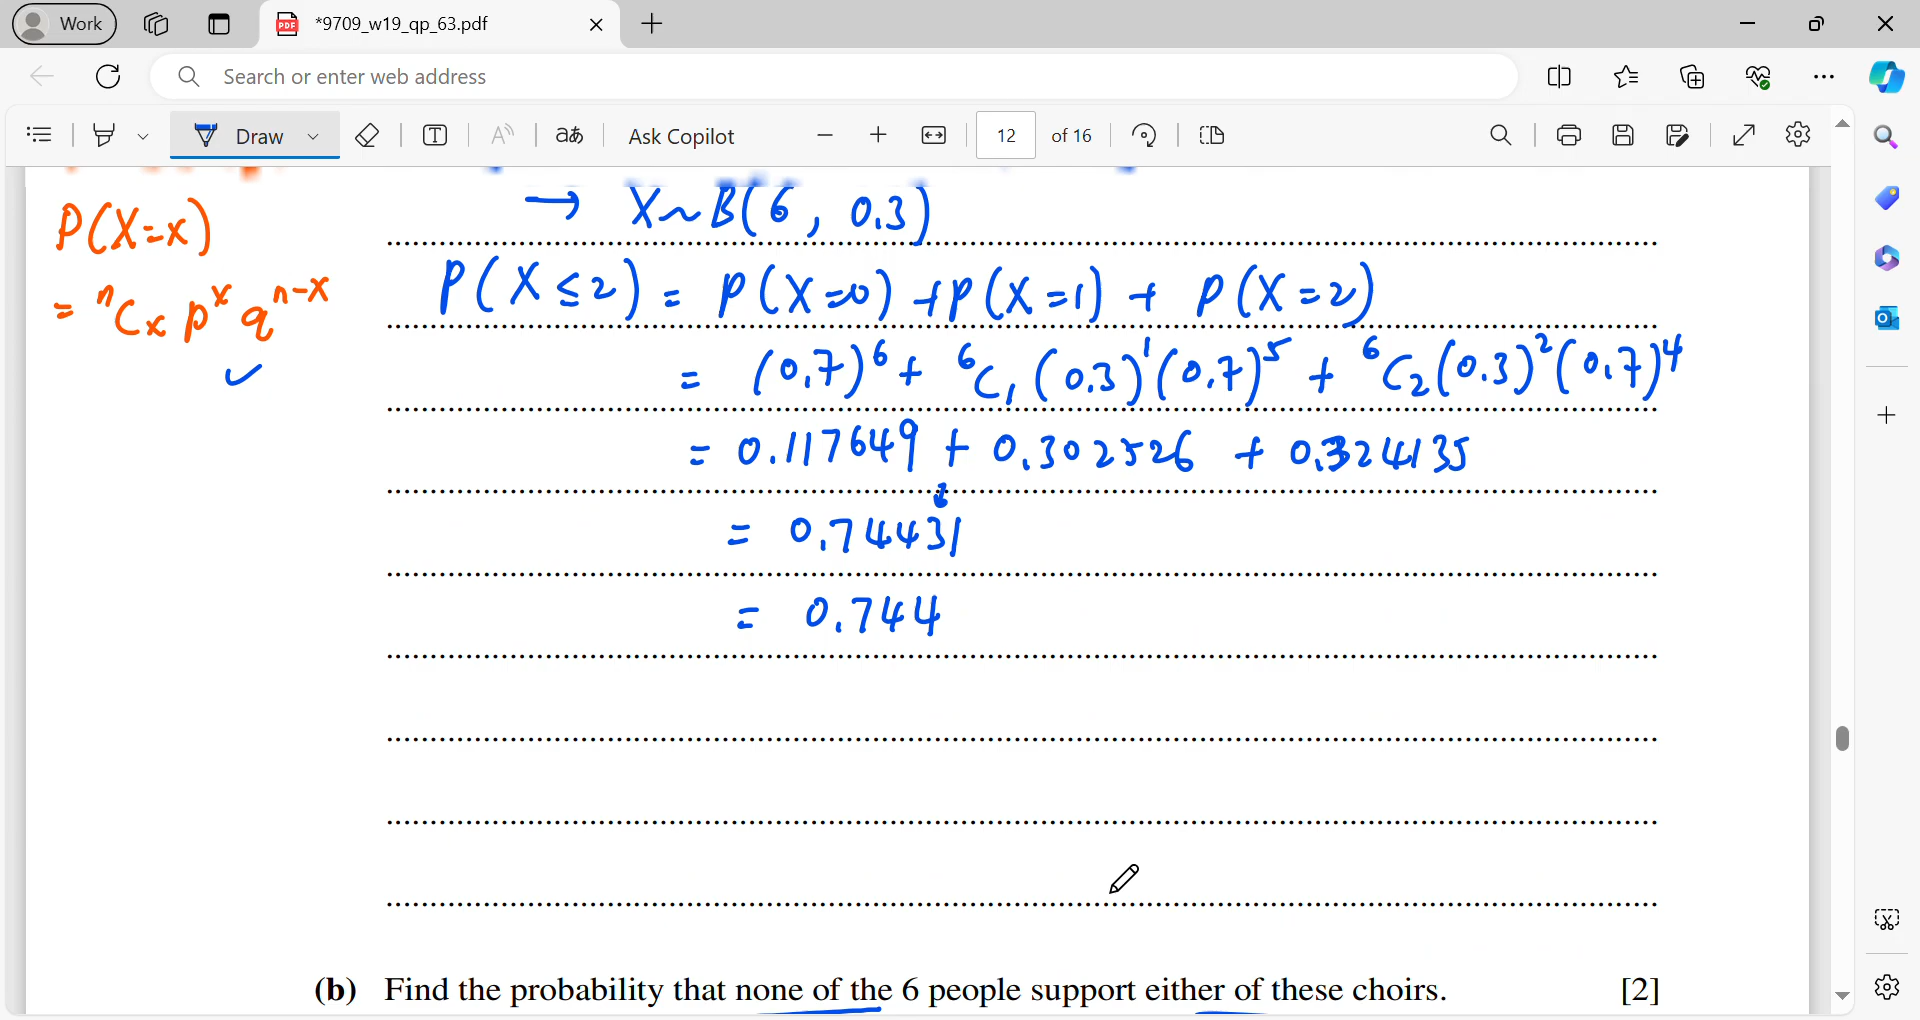 Work
*9709_w19_qp_63.pdf
Search or enter web address
Draw
T
aあ
Ask Copilot
12 of 16
→ X~B(6, 0.3)
P(X=x)
= ⁿCₓ pˣ qⁿ⁻ˣ
P(X≤2) = P(X=0) + P(X=1) + P(X=2)
= (0.7)⁶ + ⁶C₁ (0.3)¹ (0.7)⁵ + ⁶C₂ (0.3)² (0.7)⁴
= 0.117649 + 0.302526 + 0.324135
= 0.74431
= 0.744
(b) Find the probability that none of the 6 people support either of these choirs. [2]